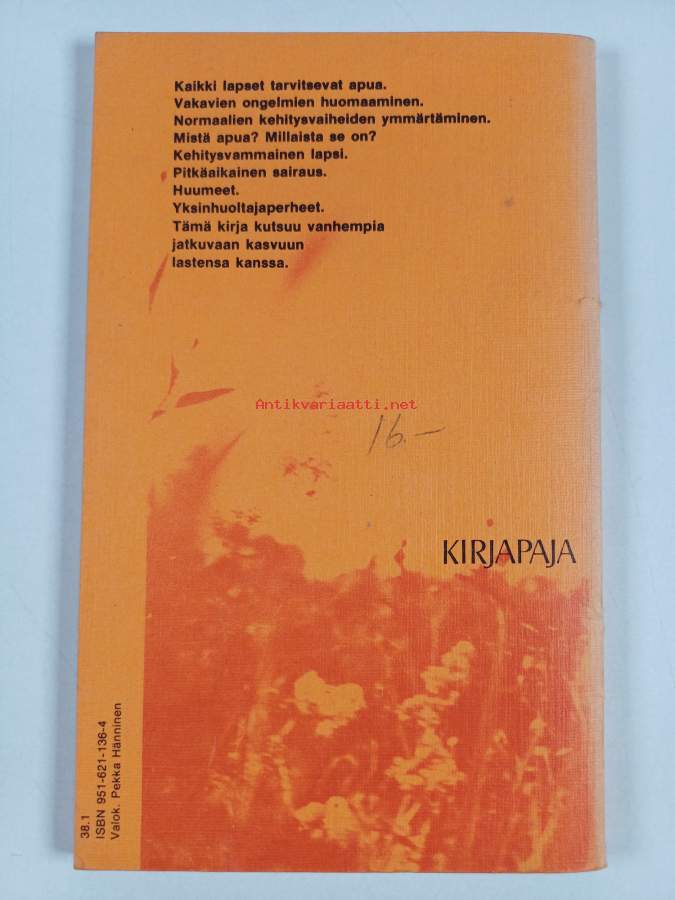 Kaikki lapset tarvitsevat apua.
Vakavien ongelmien huomaaminen.
Normaalien kehitysvaiheiden ymmärtäminen.
Mistä apua? Millaista se on?
Kehitysvammainen lapsi.
Pitkäaikainen sairaus.
Huumeet.
Yksinhuoltajaperheet.
Tämä kirja kutsuu vanhempia
jatkuvaan kasvuun
lastensa kanssa.
Antikvariaatti.net
16.—
KIRJAPAJA
38.1
ISBN 951-621-136-4
Valok. Pekka Hänninen